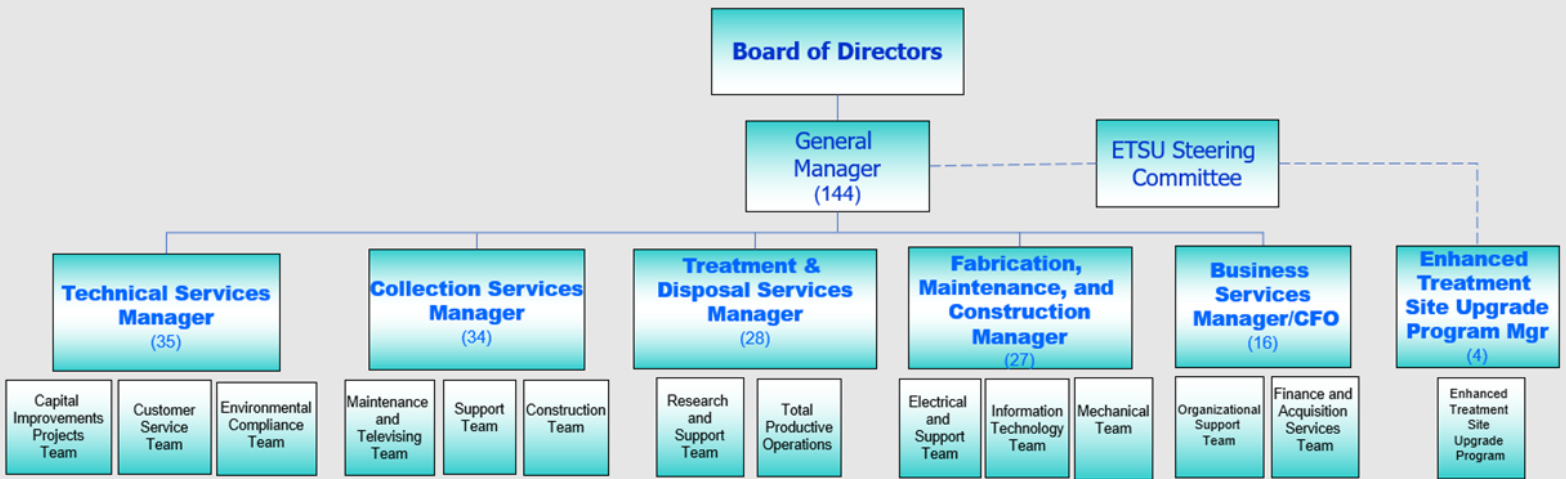 Board of Directors
General
Manager
(144)
ETSU Steering
Committee
Technical Services
Manager
(35)
Collection Services
Manager
(34)
Treatment &
Disposal Services
Manager
(28)
Fabrication,
Maintenance, and
Construction
Manager
(27)
Business
Services
Manager/CFO
(16)
Enhanced
Treatment
Site Upgrade
Program Mgr
(4)
Capital
Improvements
Projects
Team
Customer
Service
Team
Environmental
Compliance
Team
Maintenance
and
Televising
Team
Support
Team
Construction
Team
Research
and
Support
Team
Total
Productive
Operations
Electrical
and
Support
Team
Information
Technology
Team
Mechanical
Team
Organizational
Support
Team
Finance and
Acquisition
Services
Team
Enhanced
Treatment
Site
Upgrade
Program